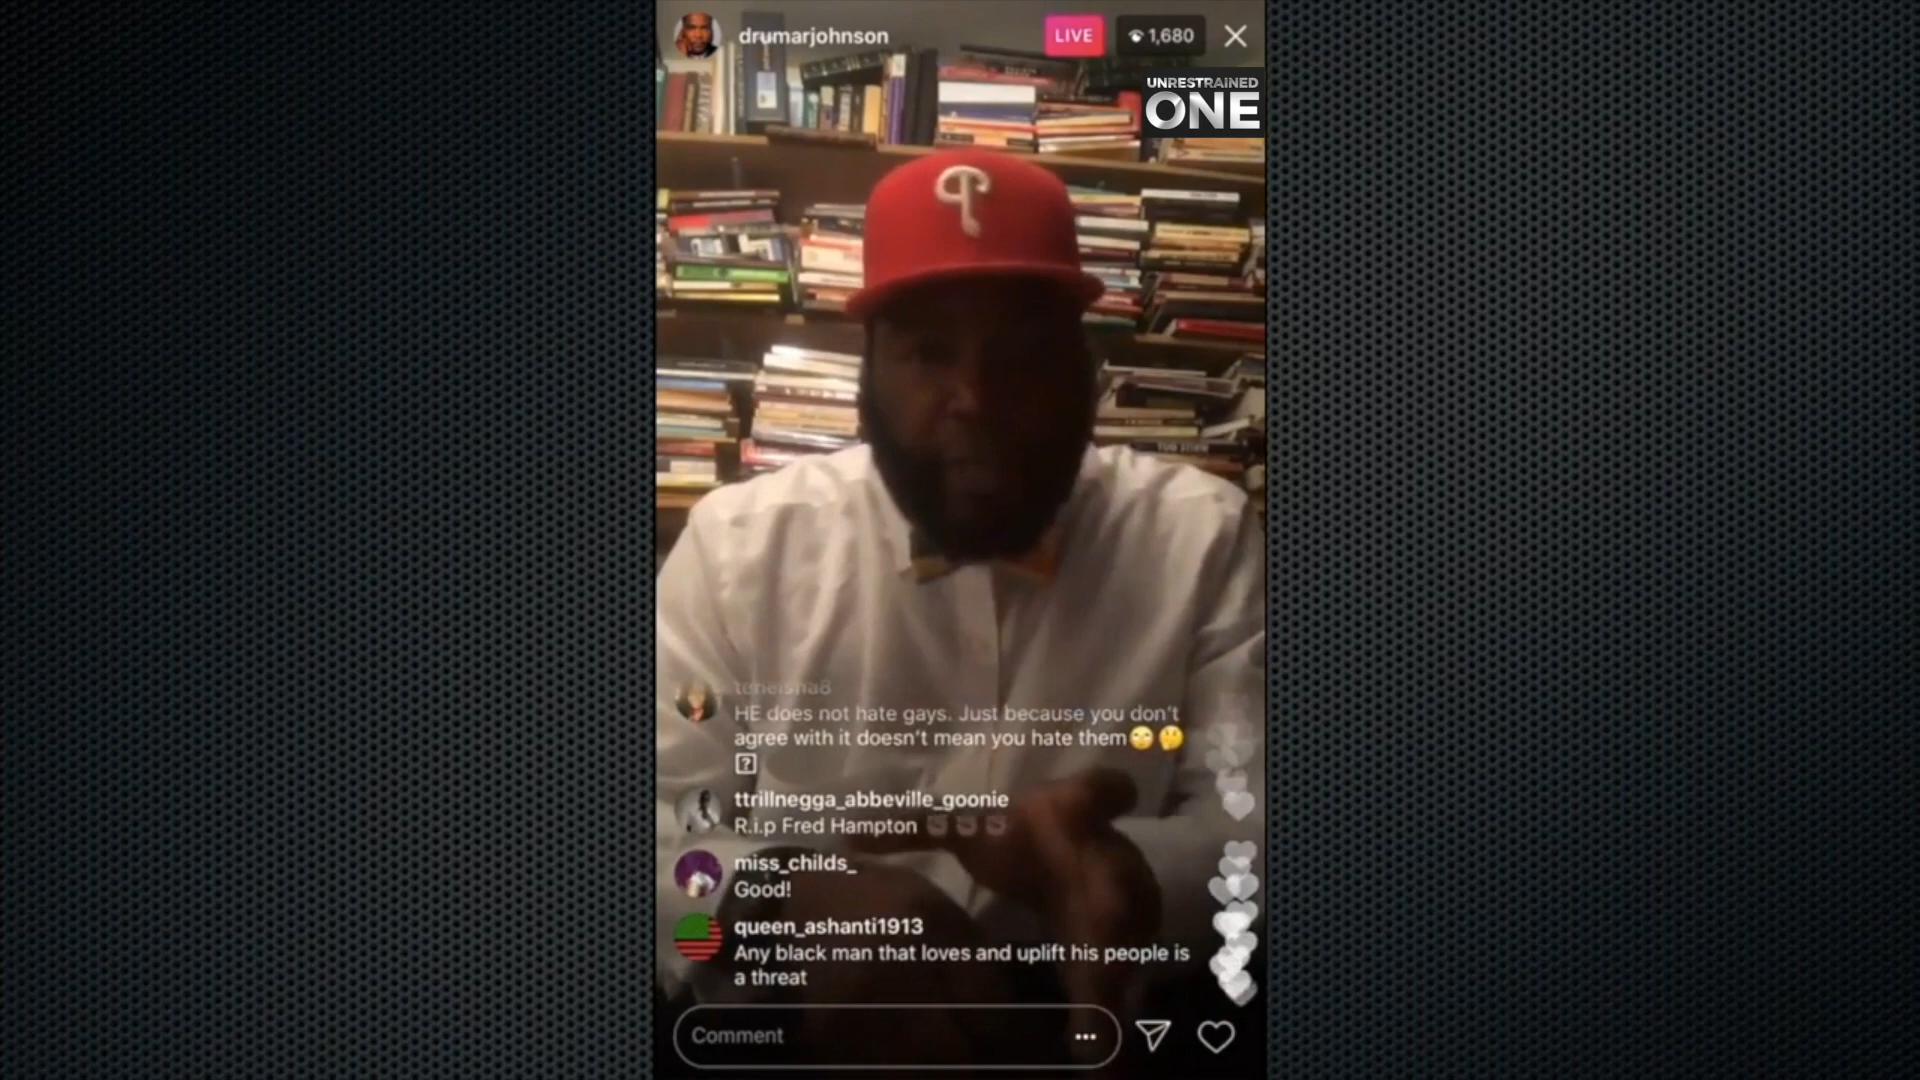 drumarjohnson
LIVE
1,680
UNRESTRAINED
ONE
teneisha8
HE does not hate gays. Just because you don't
agree with it doesn't mean you hate them🙄🤔
ttrillnegga_abbeville_goonie
R.i.p Fred Hampton ✊🏿✊🏿✊🏿
miss_childs_
Good!
queen_ashanti1913
Any black man that loves and uplift his people is
a threat
Comment